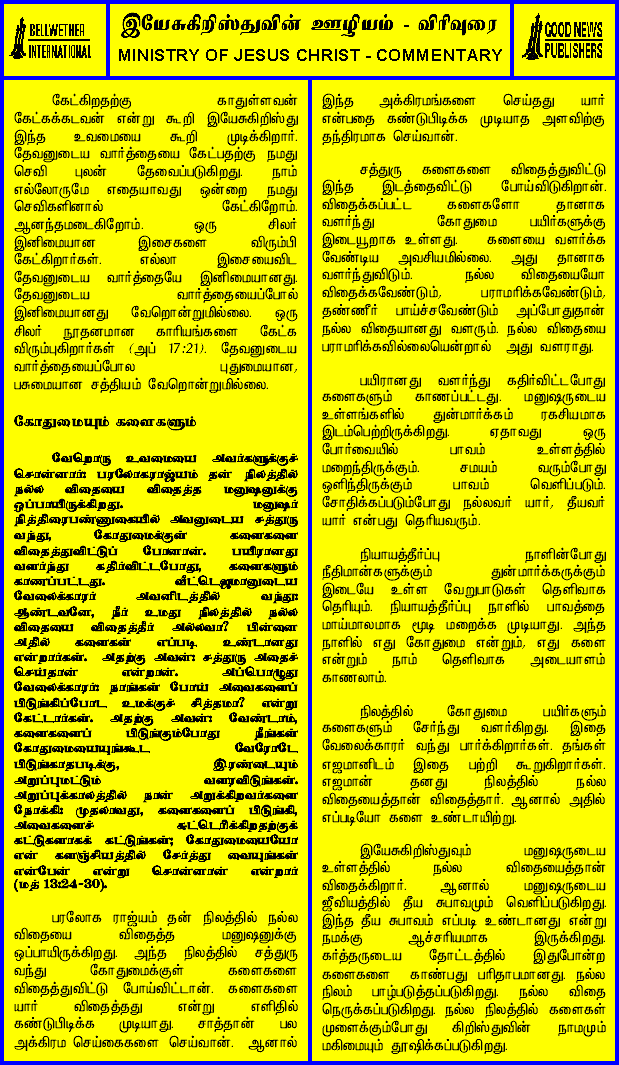 BELLWETHER
INTERNATIONAL
இயேசுகிறிஸ்துவின் ஊழியம் - விரிவுரை
MINISTRY OF JESUS CHRIST - COMMENTARY
GOOD NEWS
PUBLISHERS
கேட்கிறதற்கு காதுள்ளவன்
கேட்கக்கடவன் என்று கூறி இயேசுகிறிஸ்து
இந்த உவமையை கூறி முடிக்கிறார்.
தேவனுடைய வார்த்தையை கேட்பதற்கு நமது
செவி புலன் தேவைப்படுகிறது. நாம்
எல்லோருமே எதையாவது ஒன்றை நமது
செவிகளினால் கேட்கிறோம்.
ஆனந்தமடைகிறோம். ஒரு சிலர்
இனிமையான இசைகளை விரும்பி
கேட்கிறார்கள். எல்லா இசையைவிட
தேவனுடைய வார்த்தையே இனிமையானது.
தேவனுடைய வார்த்தையைப்போல்
இனிமையானது வேறொன்றுமில்லை. ஒரு
சிலர் நூதனமான காரியங்களை கேட்க
விரும்புகிறார்கள் (அப் 17:21). தேவனுடைய
வார்த்தையைப்போல புதுமையான,
பசுமையான சத்தியம் வேறொன்றுமில்லை.
கோதுமையும் களைகளும்
வேறொரு உவமையை அவர்களுக்குச்
சொன்னார்: பரலோகராஜ்யம் தன் நிலத்தில்
நல்ல விதையை விதைத்த மனுஷனுக்கு
ஒப்பாயிருக்கிறது. மனுஷர்
நித்திரைபண்ணுகையில் அவனுடைய சத்துரு
வந்து, கோதுமைக்குள் களைகளை
விதைத்துவிட்டுப் போனான். பயிரானது
வளர்ந்து கதிர்விட்டபோது, களைகளும்
காணப்பட்டது. வீட்டெஜமானுடைய
வேலைக்காரர் அவனிடத்தில் வந்து:
ஆண்டவனே, நீர் உமது நிலத்தில் நல்ல
விதையை விதைத்தீர் அல்லவா? பின்னை
அதில் களைகள் எப்படி உண்டானது
என்றார்கள். அதற்கு அவன்: சத்துரு அதைச்
செய்தான் என்றான். அப்பொழுது
வேலைக்காரர்: நாங்கள் போய் அவைகளைப்
பிடுங்கிப்போட உமக்குச் சித்தமா? என்று
கேட்டார்கள். அதற்கு அவன்: வேண்டாம்,
களைகளைப் பிடுங்கும்போது நீங்கள்
கோதுமையையுங்கூட வேரோடே
பிடுங்காதபடிக்கு, இரண்டையும்
அறுப்புமட்டும் வளரவிடுங்கள்.
அறுப்புக்காலத்தில் நான் அறுக்கிறவர்களை
நோக்கி: முதலாவது, களைகளைப் பிடுங்கி,
அவைகளைச் சுட்டெரிக்கிறதற்குக்
கட்டுகளாகக் கட்டுங்கள்; கோதுமையையோ
என் களஞ்சியத்தில் சேர்த்து வையுங்கள்
என்பேன் என்று சொன்னான் என்றார்
(மத் 13:24-30).
பரலோக ராஜ்யம் தன் நிலத்தில் நல்ல
விதையை விதைத்த மனுஷனுக்கு
ஒப்பாயிருக்கிறது. அந்த நிலத்தில் சத்துரு
வந்து கோதுமைக்குள் களைகளை
விதைத்துவிட்டு போய்விட்டான். களைகளை
யார் விதைத்தது என்று எளிதில்
கண்டுபிடிக்க முடியாது. சாத்தான் பல
அக்கிரம செய்கைகளை செய்வான். ஆனால்
இந்த அக்கிரமங்களை செய்தது யார்
என்பதை கண்டுபிடிக்க முடியாத அளவிற்கு
தந்திரமாக செய்வான்.
சத்துரு களைகளை விதைத்துவிட்டு
இந்த இடத்தைவிட்டு போய்விடுகிறான்.
விதைக்கப்பட்ட களைகளோ தானாக
வளர்ந்து கோதுமை பயிர்களுக்கு
இடையூறாக உள்ளது. களையை வளர்க்க
வேண்டிய அவசியமில்லை. அது தானாக
வளர்ந்துவிடும். நல்ல விதையையோ
விதைக்கவேண்டும், பராமரிக்கவேண்டும்,
தண்ணீர் பாய்ச்சவேண்டும் அப்போதுதான்
நல்ல விதையானது வளரும். நல்ல விதையை
பராமரிக்கவில்லையென்றால் அது வளராது.
பயிரானது வளர்ந்து கதிர்விட்டபோது
களைகளும் காணப்பட்டது. மனுஷருடைய
உள்ளங்களில் துன்மார்க்கம் ரகசியமாக
இடம்பெற்றிருக்கிறது. ஏதாவது ஒரு
போர்வையில் பாவம் உள்ளத்தில்
மறைந்திருக்கும். சமயம் வரும்போது
ஒளிந்திருக்கும் பாவம் வெளிப்படும்.
சோதிக்கப்படும்போது நல்லவர் யார், தீயவர்
யார் என்பது தெரியவரும்.
நியாயத்தீர்ப்பு நாளின்போது
நீதிமான்களுக்கும் துன்மார்க்கருக்கும்
இடையே உள்ள வேறுபாடுகள் தெளிவாக
தெரியும். நியாயத்தீர்ப்பு நாளில் பாவத்தை
மாய்மாலமாக மூடி மறைக்க முடியாது. அந்த
நாளில் எது கோதுமை என்றும், எது களை
என்றும் நாம் தெளிவாக அடையாளம்
காணலாம்.
நிலத்தில் கோதுமை பயிர்களும்
களைகளும் சேர்ந்து வளர்கிறது. இதை
வேலைக்காரர் வந்து பார்க்கிறார்கள். தங்கள்
எஜமானிடம் இதை பற்றி கூறுகிறார்கள்.
எஜமான் தனது நிலத்தில் நல்ல
விதையைத்தான் விதைத்தார். ஆனால் அதில்
எப்படியோ களை உண்டாயிற்று.
இயேசுகிறிஸ்துவும் மனுஷருடைய
உள்ளத்தில் நல்ல விதையைத்தான்
விதைக்கிறார். ஆனால் மனுஷருடைய
ஜீவியத்தில் தீய சுபாவமும் வெளிப்படுகிறது.
இந்த தீய சுபாவம் எப்படி உண்டானது என்று
நமக்கு ஆச்சரியமாக இருக்கிறது.
கர்த்தருடைய தோட்டத்தில் இதுபோன்ற
களைகளை காண்பது பரிதாபமானது. நல்ல
நிலம் பாழ்படுத்தப்படுகிறது. நல்ல விதை
நெருக்கப்படுகிறது. நல்ல நிலத்தில் களைகள்
முளைக்கும்போது கிறிஸ்துவின் நாமமும்
மகிமையும் தூஷிக்கப்படுகிறது.